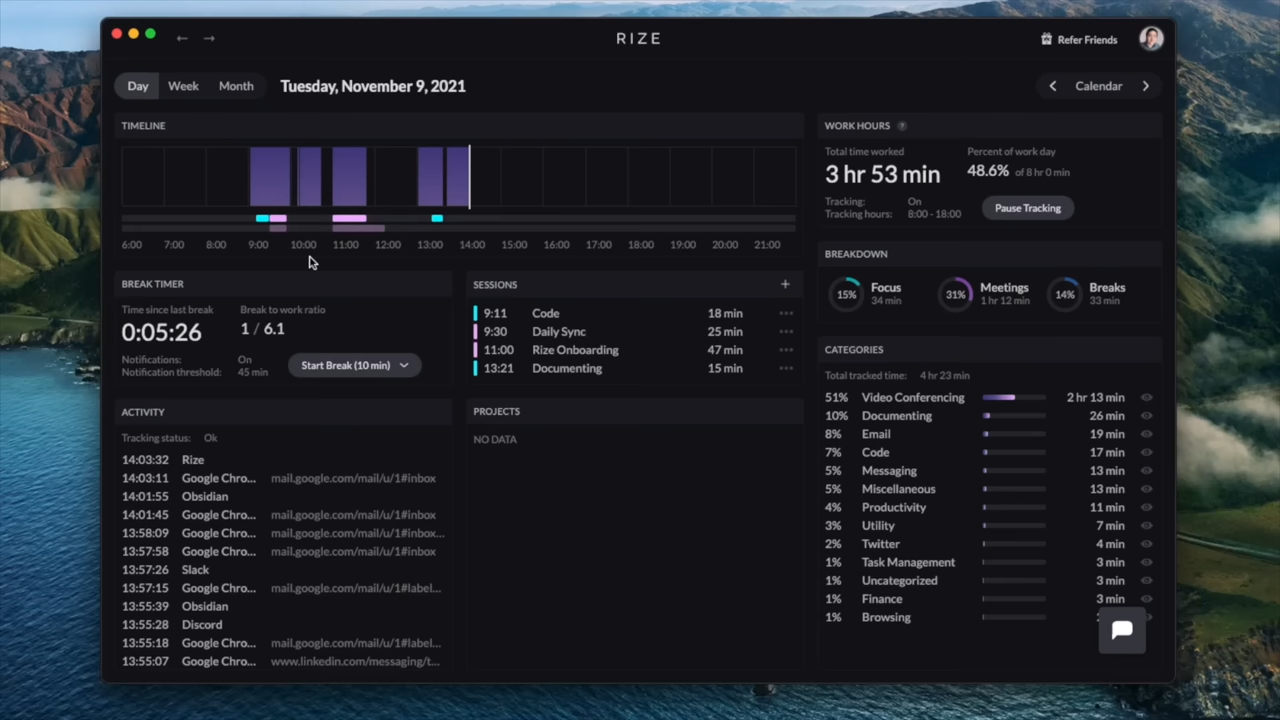 RIZE
Refer Friends
Day Week Month Tuesday, November 9, 2021
Calendar
TIMELINE
6:00 7:00 8:00 9:00 10:00 11:00 12:00 13:00 14:00 15:00 16:00 17:00 18:00 19:00 20:00 21:00
WORK HOURS ?
Total time worked Percent of work day
3 hr 53 min 48.6% of 8 hr 0 min
Tracking: On
Tracking hours: 8:00 - 18:00
Pause Tracking
BREAK TIMER
Time since last break Break to work ratio
0:05:26 1 / 6.1
Notifications: On
Notification threshold: 45 min
Start Break (10 min)
SESSIONS +
9:11 Code 18 min
9:30 Daily Sync 25 min
11:00 Rize Onboarding 47 min
13:21 Documenting 15 min
BREAKDOWN
15% Focus 34 min
31% Meetings 1 hr 12 min
14% Breaks 33 min
ACTIVITY
Tracking status: Ok
14:03:32 Rize
14:03:11 Google Chro... mail.google.com/mail/u/1#inbox
14:01:55 Obsidian
14:01:45 Google Chro... mail.google.com/mail/u/1#inbox
13:58:09 Google Chro... mail.google.com/mail/u/1#inbox...
13:57:58 Google Chro... mail.google.com/mail/u/1#inbox
13:57:26 Slack
13:57:15 Google Chro... mail.google.com/mail/u/1#label...
13:55:39 Obsidian
13:55:28 Discord
13:55:18 Google Chro... mail.google.com/mail/u/1#label...
13:55:07 Google Chro... www.linkedin.com/messaging/t...
PROJECTS
NO DATA
CATEGORIES
Total tracked time: 4 hr 23 min
51% Video Conferencing 2 hr 13 min
10% Documenting 26 min
8% Email 19 min
7% Code 17 min
5% Messaging 13 min
5% Miscellaneous 13 min
4% Productivity 11 min
3% Utility 7 min
2% Twitter 4 min
1% Task Management 3 min
1% Uncategorized 3 min
1% Finance 3 min
1% Browsing